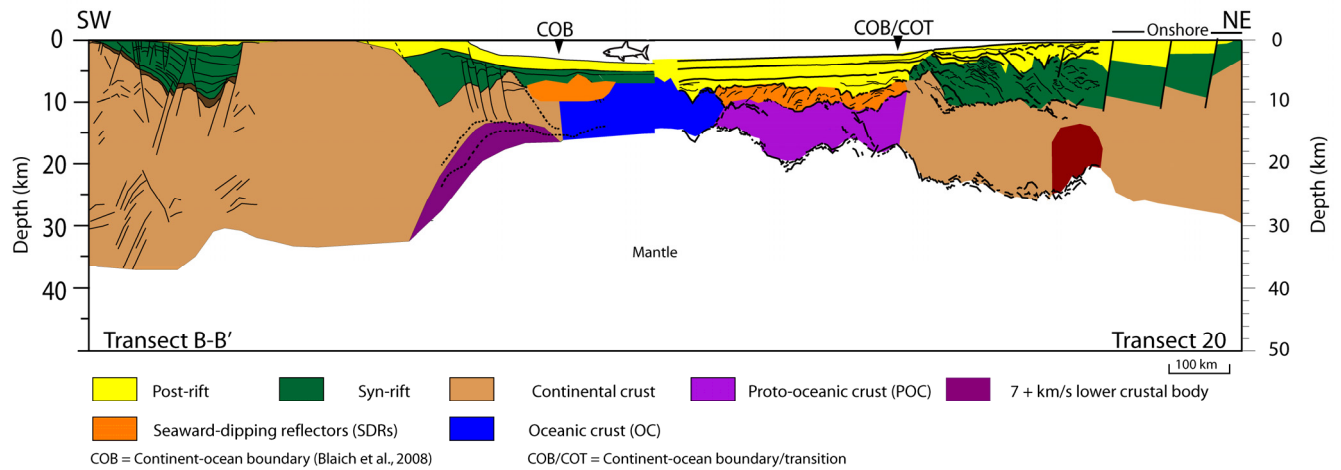 SW
COB
COB/COT
Onshore
NE
0
10
20
30
40
Depth (km)
0
10
20
30
40
50
Depth (km)
Mantle
Transect B-B'
Transect 20
100 km
Post-rift
Syn-rift
Continental crust
Proto-oceanic crust (POC)
7 + km/s lower crustal body
Seaward-dipping reflectors (SDRs)
Oceanic crust (OC)
COB = Continent-ocean boundary (Blaich et al., 2008)
COB/COT = Continent-ocean boundary/transition